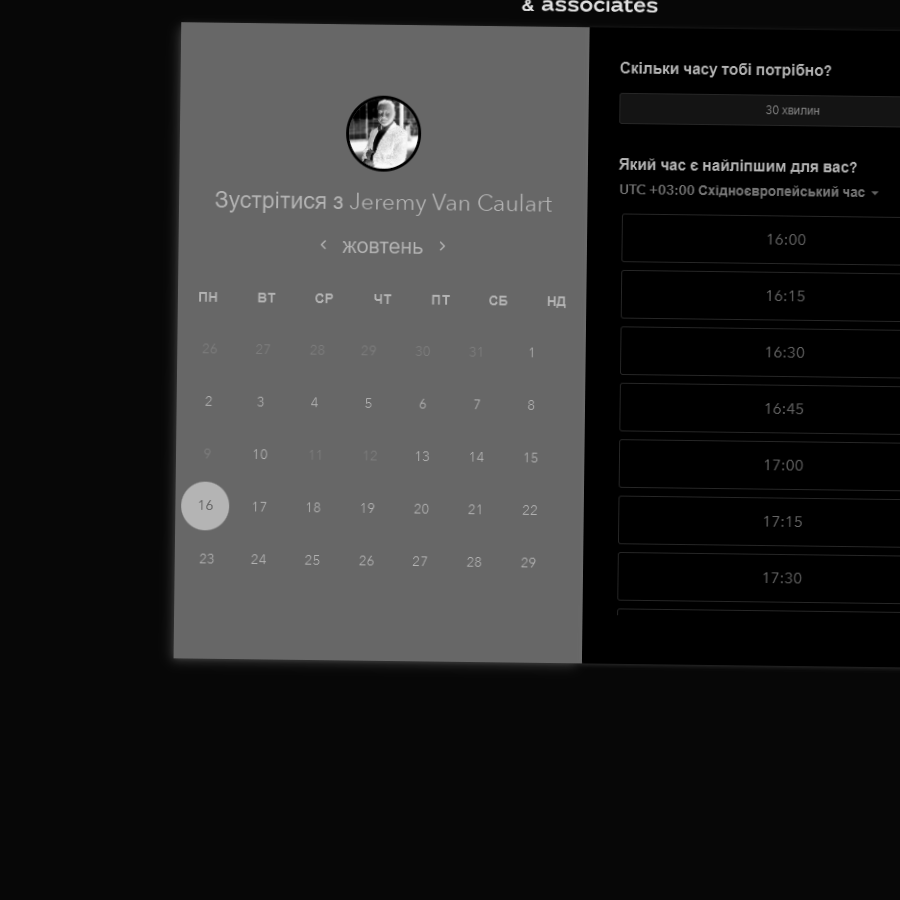 & associates
Зустрітися з Jeremy Van Caulart
жовтень
ПН ВТ СР ЧТ ПТ СБ НД
26 27 28 29 30 31 1
2 3 4 5 6 7 8
9 10 11 12 13 14 15
16 17 18 19 20 21 22
23 24 25 26 27 28 29
Скільки часу тобі потрібно?
30 хвилин
Який час є найліпшим для вас?
UTC +03:00 Східноєвропейський час
16:00
16:15
16:30
16:45
17:00
17:15
17:30